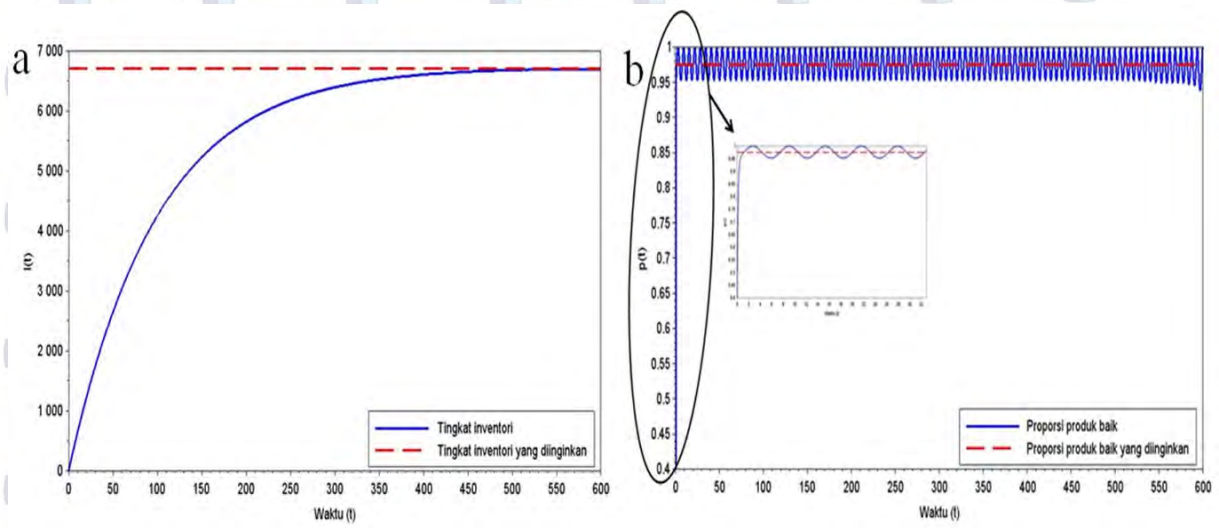 a
7 000
6 000
5 000
4 000
3 000
2 000
1 000
0
I(t)
0 50 100 150 200 250 300 350 400 450 500 550 600
Waktu (t)
Tingkat inventori
Tingkat inventori yang diinginkan
b
1
0.95
0.9
0.85
0.8
0.75
0.7
0.65
0.6
0.55
0.5
0.45
0.4
p(t)
0 50 100 150 200 250 300 350 400 450 500 550 600
Waktu (t)
Proporsi produk baik
Proporsi produk baik yang diinginkan